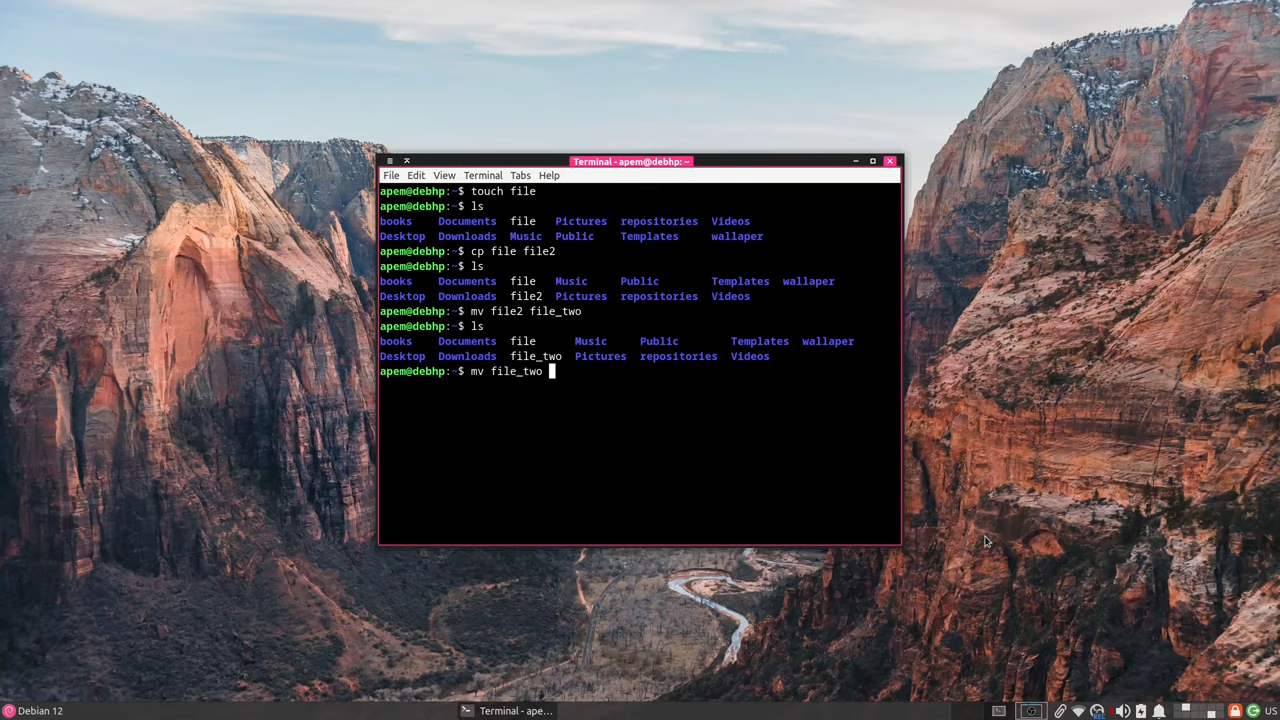 Terminal - apem@debhp: ~
File Edit View Terminal Tabs Help
apem@debhp:~$ touch file
apem@debhp:~$ ls
books Documents file Pictures repositories Videos
Desktop Downloads Music Public Templates wallaper
apem@debhp:~$ cp file file2
apem@debhp:~$ ls
books Documents file Music Public Templates wallaper
Desktop Downloads file2 Pictures repositories Videos
apem@debhp:~$ mv file2 file_two
apem@debhp:~$ ls
books Documents file Music Public Templates wallaper
Desktop Downloads file_two Pictures repositories Videos
apem@debhp:~$ mv file_two
Debian 12 Terminal - ape... REC US